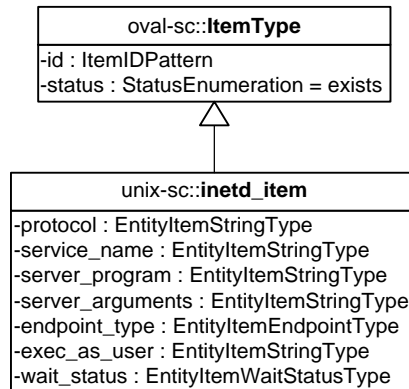 oval-sc::ItemType
-id : ItemIDPattern
-status : StatusEnumeration = exists
unix-sc::inetd_item
-protocol : EntityItemStringType
-service_name : EntityItemStringType
-server_program : EntityItemStringType
-server_arguments : EntityItemStringType
-endpoint_type : EntityItemEndpointType
-exec_as_user : EntityItemStringType
-wait_status : EntityItemWaitStatusType